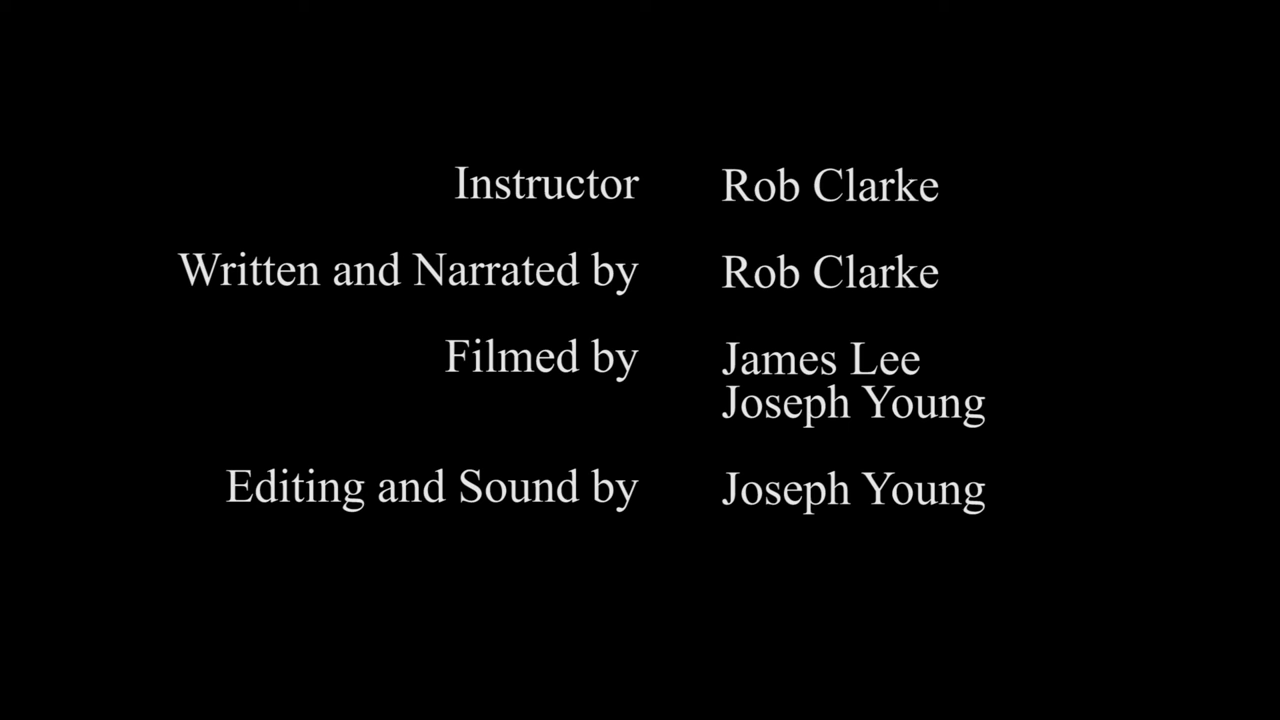 Instructor Rob Clarke
Written and Narrated by Rob Clarke
Filmed by James Lee
Joseph Young
Editing and Sound by Joseph Young